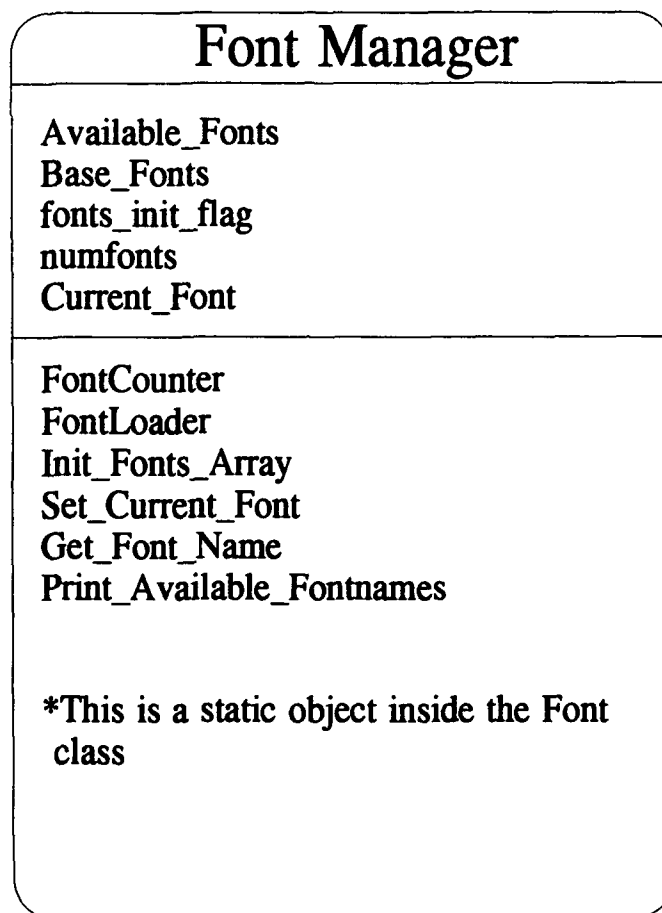 Font Manager
Available_Fonts
Base_Fonts
fonts_init_flag
numfonts
Current_Font
FontCounter
FontLoader
Init_Fonts_Array
Set_Current_Font
Get_Font_Name
Print_Available_Fontnames
*This is a static object inside the Font
class